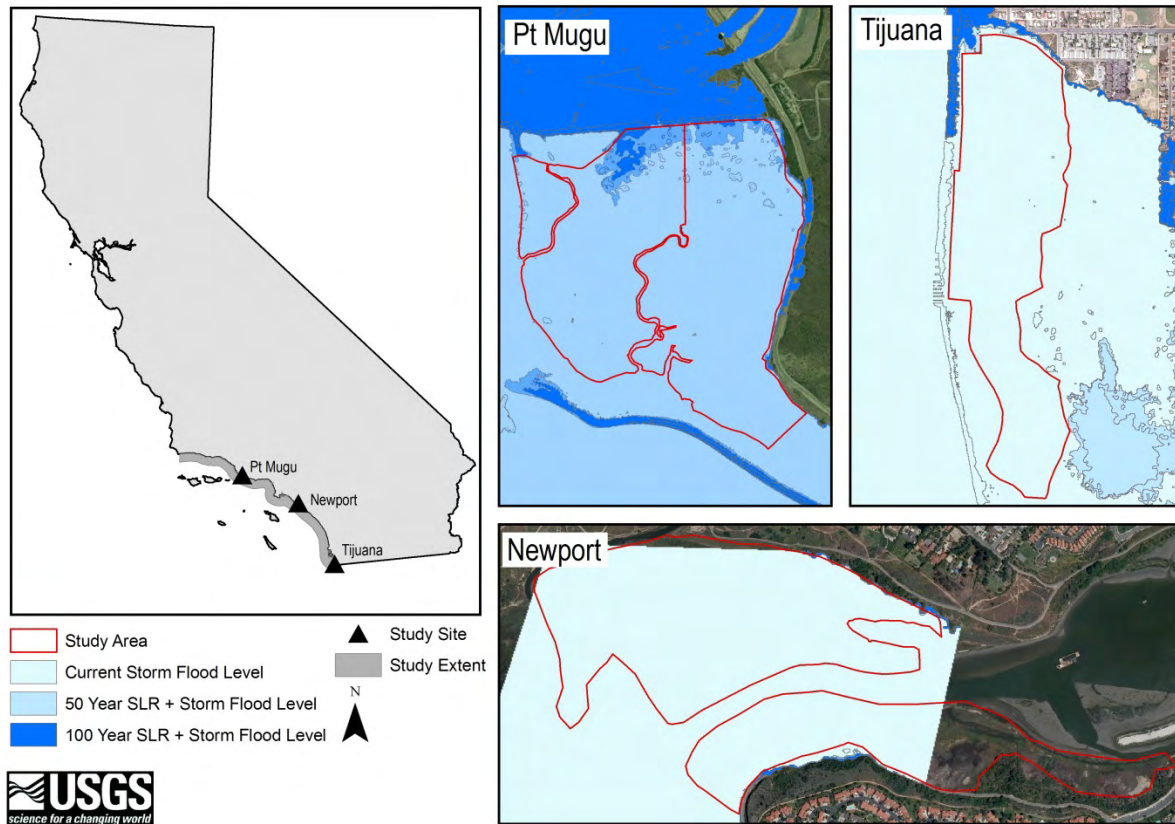 Pt Mugu
Newport
Tijuana
Pt Mugu
Tijuana
Newport
Study Area
Current Storm Flood Level
50 Year SLR + Storm Flood Level
100 Year SLR + Storm Flood Level
Study Site
Study Extent
N
USGS
science for a changing world